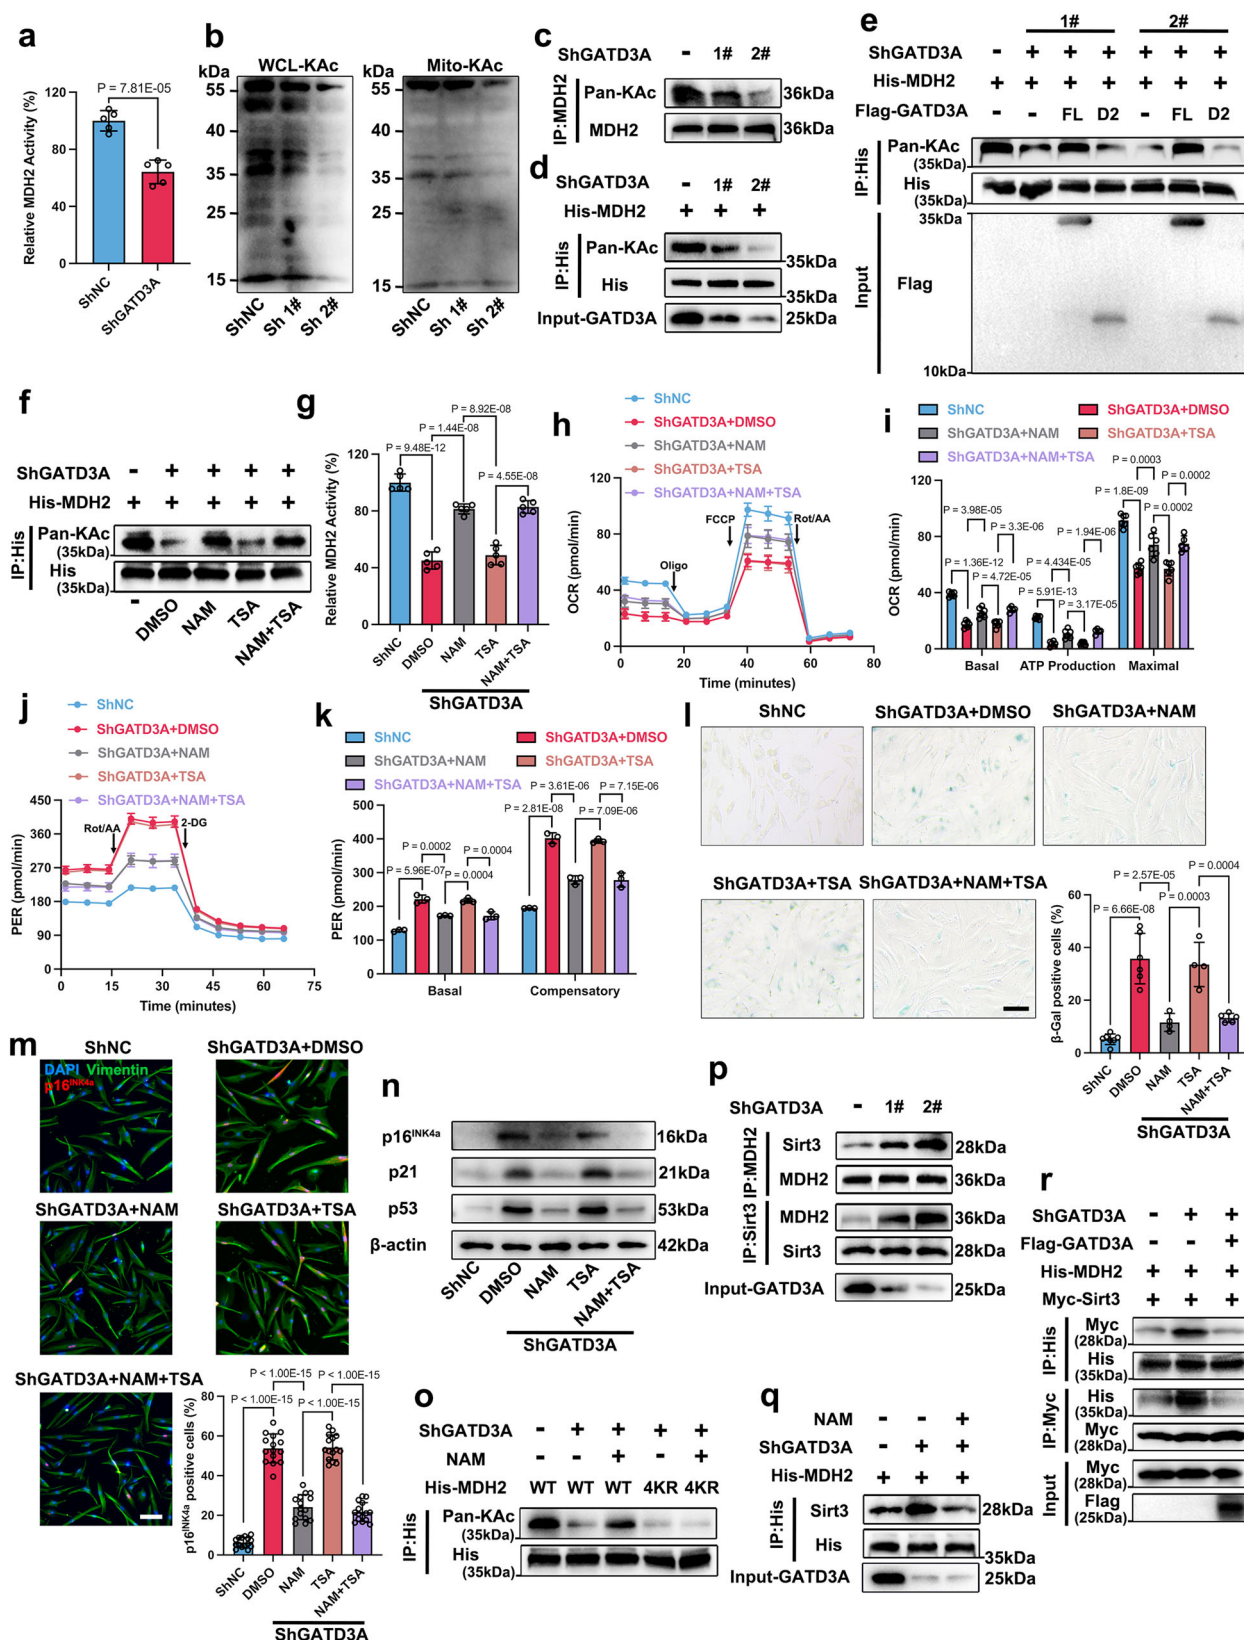 a
P = 7.81E-05
Relative MDH2 Activity (%)
120
80
40
0
ShNC
ShGATD3A
b
kDa WCL-KAc kDa Mito-KAc
55 55
40 40
35 35
25 25
15 15
ShNC Sh 1# Sh 2# ShNC Sh 1# Sh 2#
c
ShGATD3A - 1# 2#
IP:MDH2
Pan-KAc 36kDa
MDH2 36kDa
d
ShGATD3A - 1# 2#
His-MDH2 + + +
IP:His
Pan-KAc 35kDa
His 35kDa
Input-GATD3A 25kDa
e
1# 2#
ShGATD3A - + + + + + +
His-MDH2 + + + + + + +
Flag-GATD3A - - FL D2 - FL D2
IP:His
Pan-KAc
(35kDa)
His
(35kDa)
Input
35kDa
Flag
10kDa
f
ShGATD3A - + + + +
His-MDH2 + + + + +
IP:His
Pan-KAc
(35kDa)
His
(35kDa)
- DMSO NAM TSA NAM+TSA
g
P = 8.92E-08
P = 1.44E-08
P = 9.48E-12
P = 4.55E-08
Relative MDH2 Activity (%)
120
80
40
0
ShNC DMSO NAM TSA NAM+TSA
ShGATD3A
h
ShNC
ShGATD3A+DMSO
ShGATD3A+NAM
ShGATD3A+TSA
ShGATD3A+NAM+TSA
FCCP
Rot/AA
Oligo
OCR (pmol/min)
120
90
60
30
0
0 20 40 60 80
Time (minutes)
i
ShNC ShGATD3A+DMSO
ShGATD3A+NAM ShGATD3A+TSA
ShGATD3A+NAM+TSA
P = 0.0003
P = 0.0002
P = 1.8E-09
P = 0.0002
P = 3.98E-05
P = 3.3E-06
P = 1.94E-06
P = 1.36E-12
P = 4.434E-05
P = 4.72E-05
P = 5.91E-13
P = 3.17E-05
OCR (pmol/min)
120
90
60
30
0
Basal ATP Production Maximal
j
ShNC
ShGATD3A+DMSO
ShGATD3A+NAM
ShGATD3A+TSA
ShGATD3A+NAM+TSA
Rot/AA
2-DG
PER (pmol/min)
450
360
270
180
90
0
0 15 30 45 60 75
Time (minutes)
k
ShNC ShGATD3A+DMSO
ShGATD3A+NAM ShGATD3A+TSA
ShGATD3A+NAM+TSA
P = 3.61E-06
P = 7.15E-06
P = 2.81E-08
P = 7.09E-06
P = 0.0002
P = 0.0004
P = 5.96E-07
P = 0.0004
PER (pmol/min)
500
400
300
200
100
0
Basal Compensatory
l
ShNC ShGATD3A+DMSO ShGATD3A+NAM
ShGATD3A+TSA ShGATD3A+NAM+TSA
P = 0.0004
P = 2.57E-05
P = 0.0003
P = 6.66E-08
β-Gal positive cells (%)
60
40
20
0
ShNC DMSO NAM TSA NAM+TSA
ShGATD3A
m
ShNC ShGATD3A+DMSO
DAPI Vimentin
p16INK4a
ShGATD3A+NAM ShGATD3A+TSA
ShGATD3A+NAM+TSA
P < 1.00E-15
P < 1.00E-15
P < 1.00E-15
P < 1.00E-15
p16INK4a positive cells (%)
80
60
40
20
0
ShNC DMSO NAM TSA NAM+TSA
ShGATD3A
n
p16INK4a 16kDa
p21 21kDa
p53 53kDa
β-actin 42kDa
ShNC DMSO NAM TSA NAM+TSA
ShGATD3A
o
ShGATD3A - + + + +
NAM - - + - +
His-MDH2 WT WT WT 4KR 4KR
IP:His
Pan-KAc
(35kDa)
His
(35kDa)
p
ShGATD3A - 1# 2#
IP:MDH2
Sirt3 28kDa
MDH2 36kDa
IP:Sirt3
MDH2 36kDa
Sirt3 28kDa
Input-GATD3A 25kDa
q
NAM - - +
ShGATD3A - + +
His-MDH2 + + +
IP:His
Sirt3 28kDa
His 35kDa
Input-GATD3A 25kDa
r
ShGATD3A - + +
Flag-GATD3A - - +
His-MDH2 + + +
Myc-Sirt3 + + +
IP:His
Myc
(28kDa)
His
(35kDa)
IP:Myc
His
(35kDa)
Myc
(28kDa)
Input
Myc
(28kDa)
Flag
(25kDa)